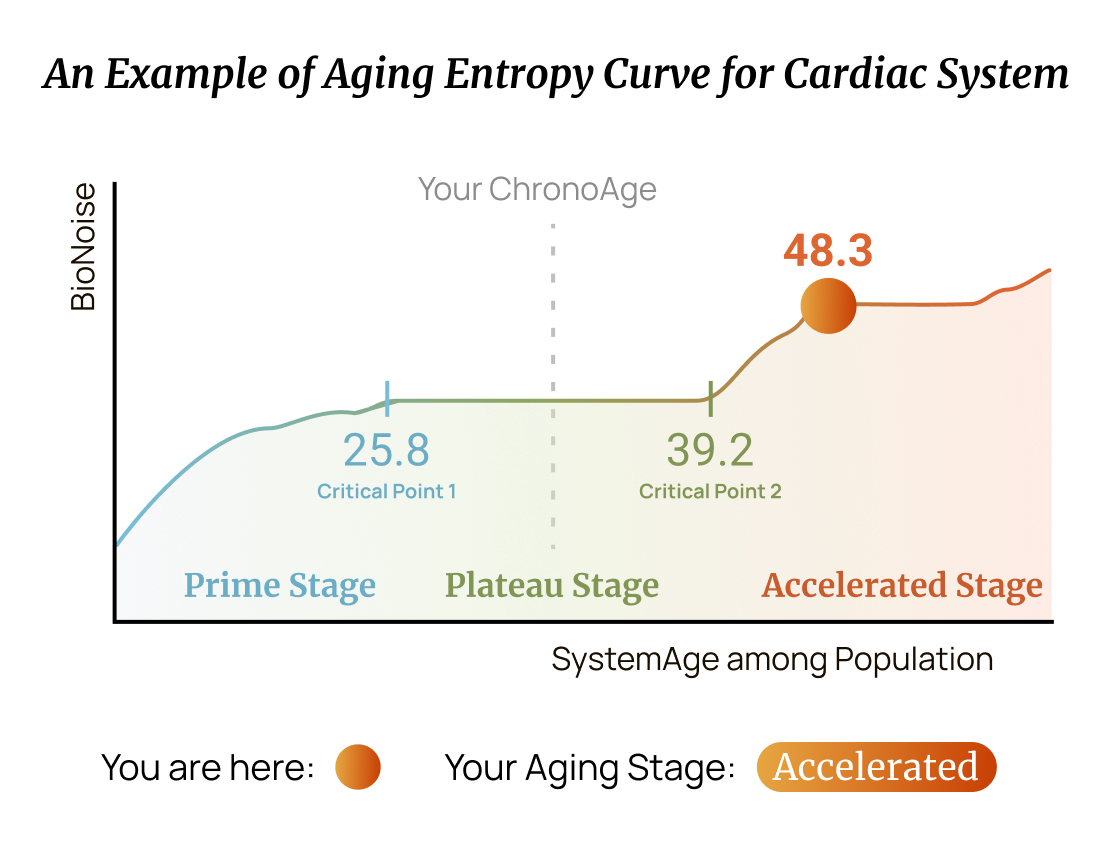 An Example of Aging Entropy Curve for Cardiac System
BioNoise
Your ChronoAge
48.3
25.8
Critical Point 1
39.2
Critical Point 2
Prime Stage
Plateau Stage
Accelerated Stage
SystemAge among Population
You are here:
Your Aging Stage: Accelerated